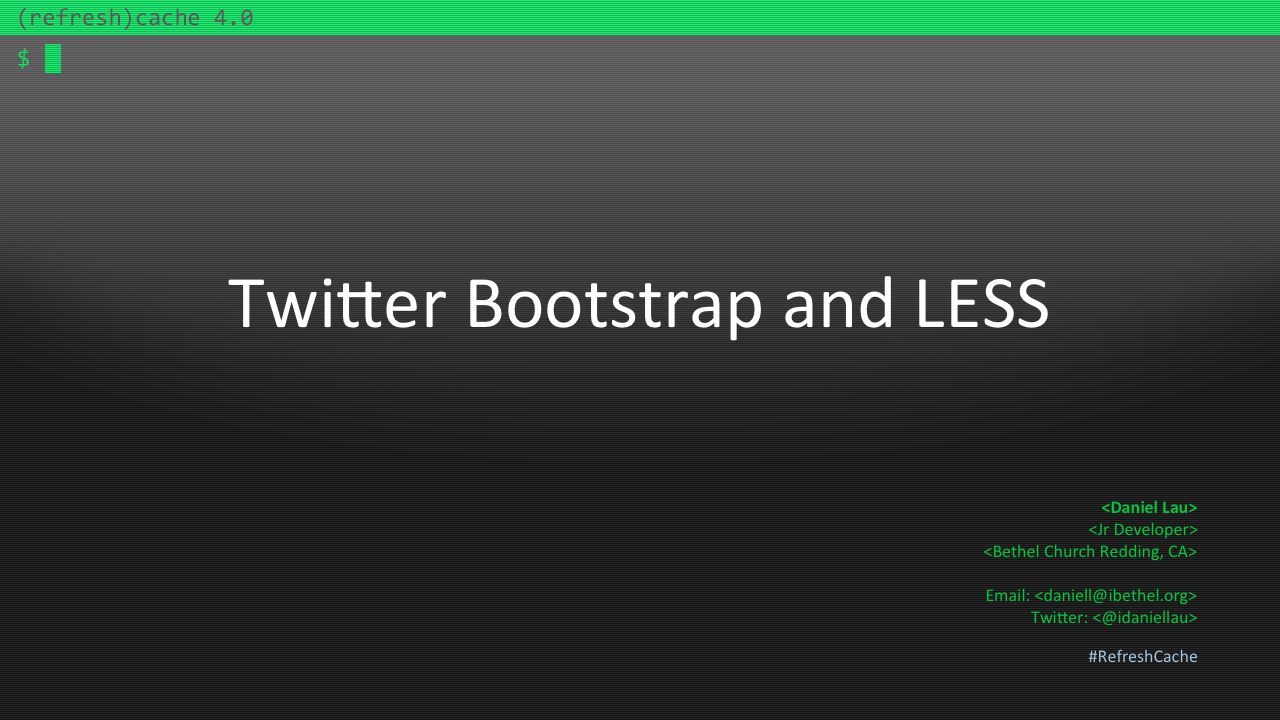 (refresh)cache 4.0
$
Twitter Bootstrap and LESS
<Daniel Lau>
<Jr Developer>
<Bethel Church Redding, CA>
Email: <daniell@ibethel.org>
Twitter: <@idaniellau>
#RefreshCache